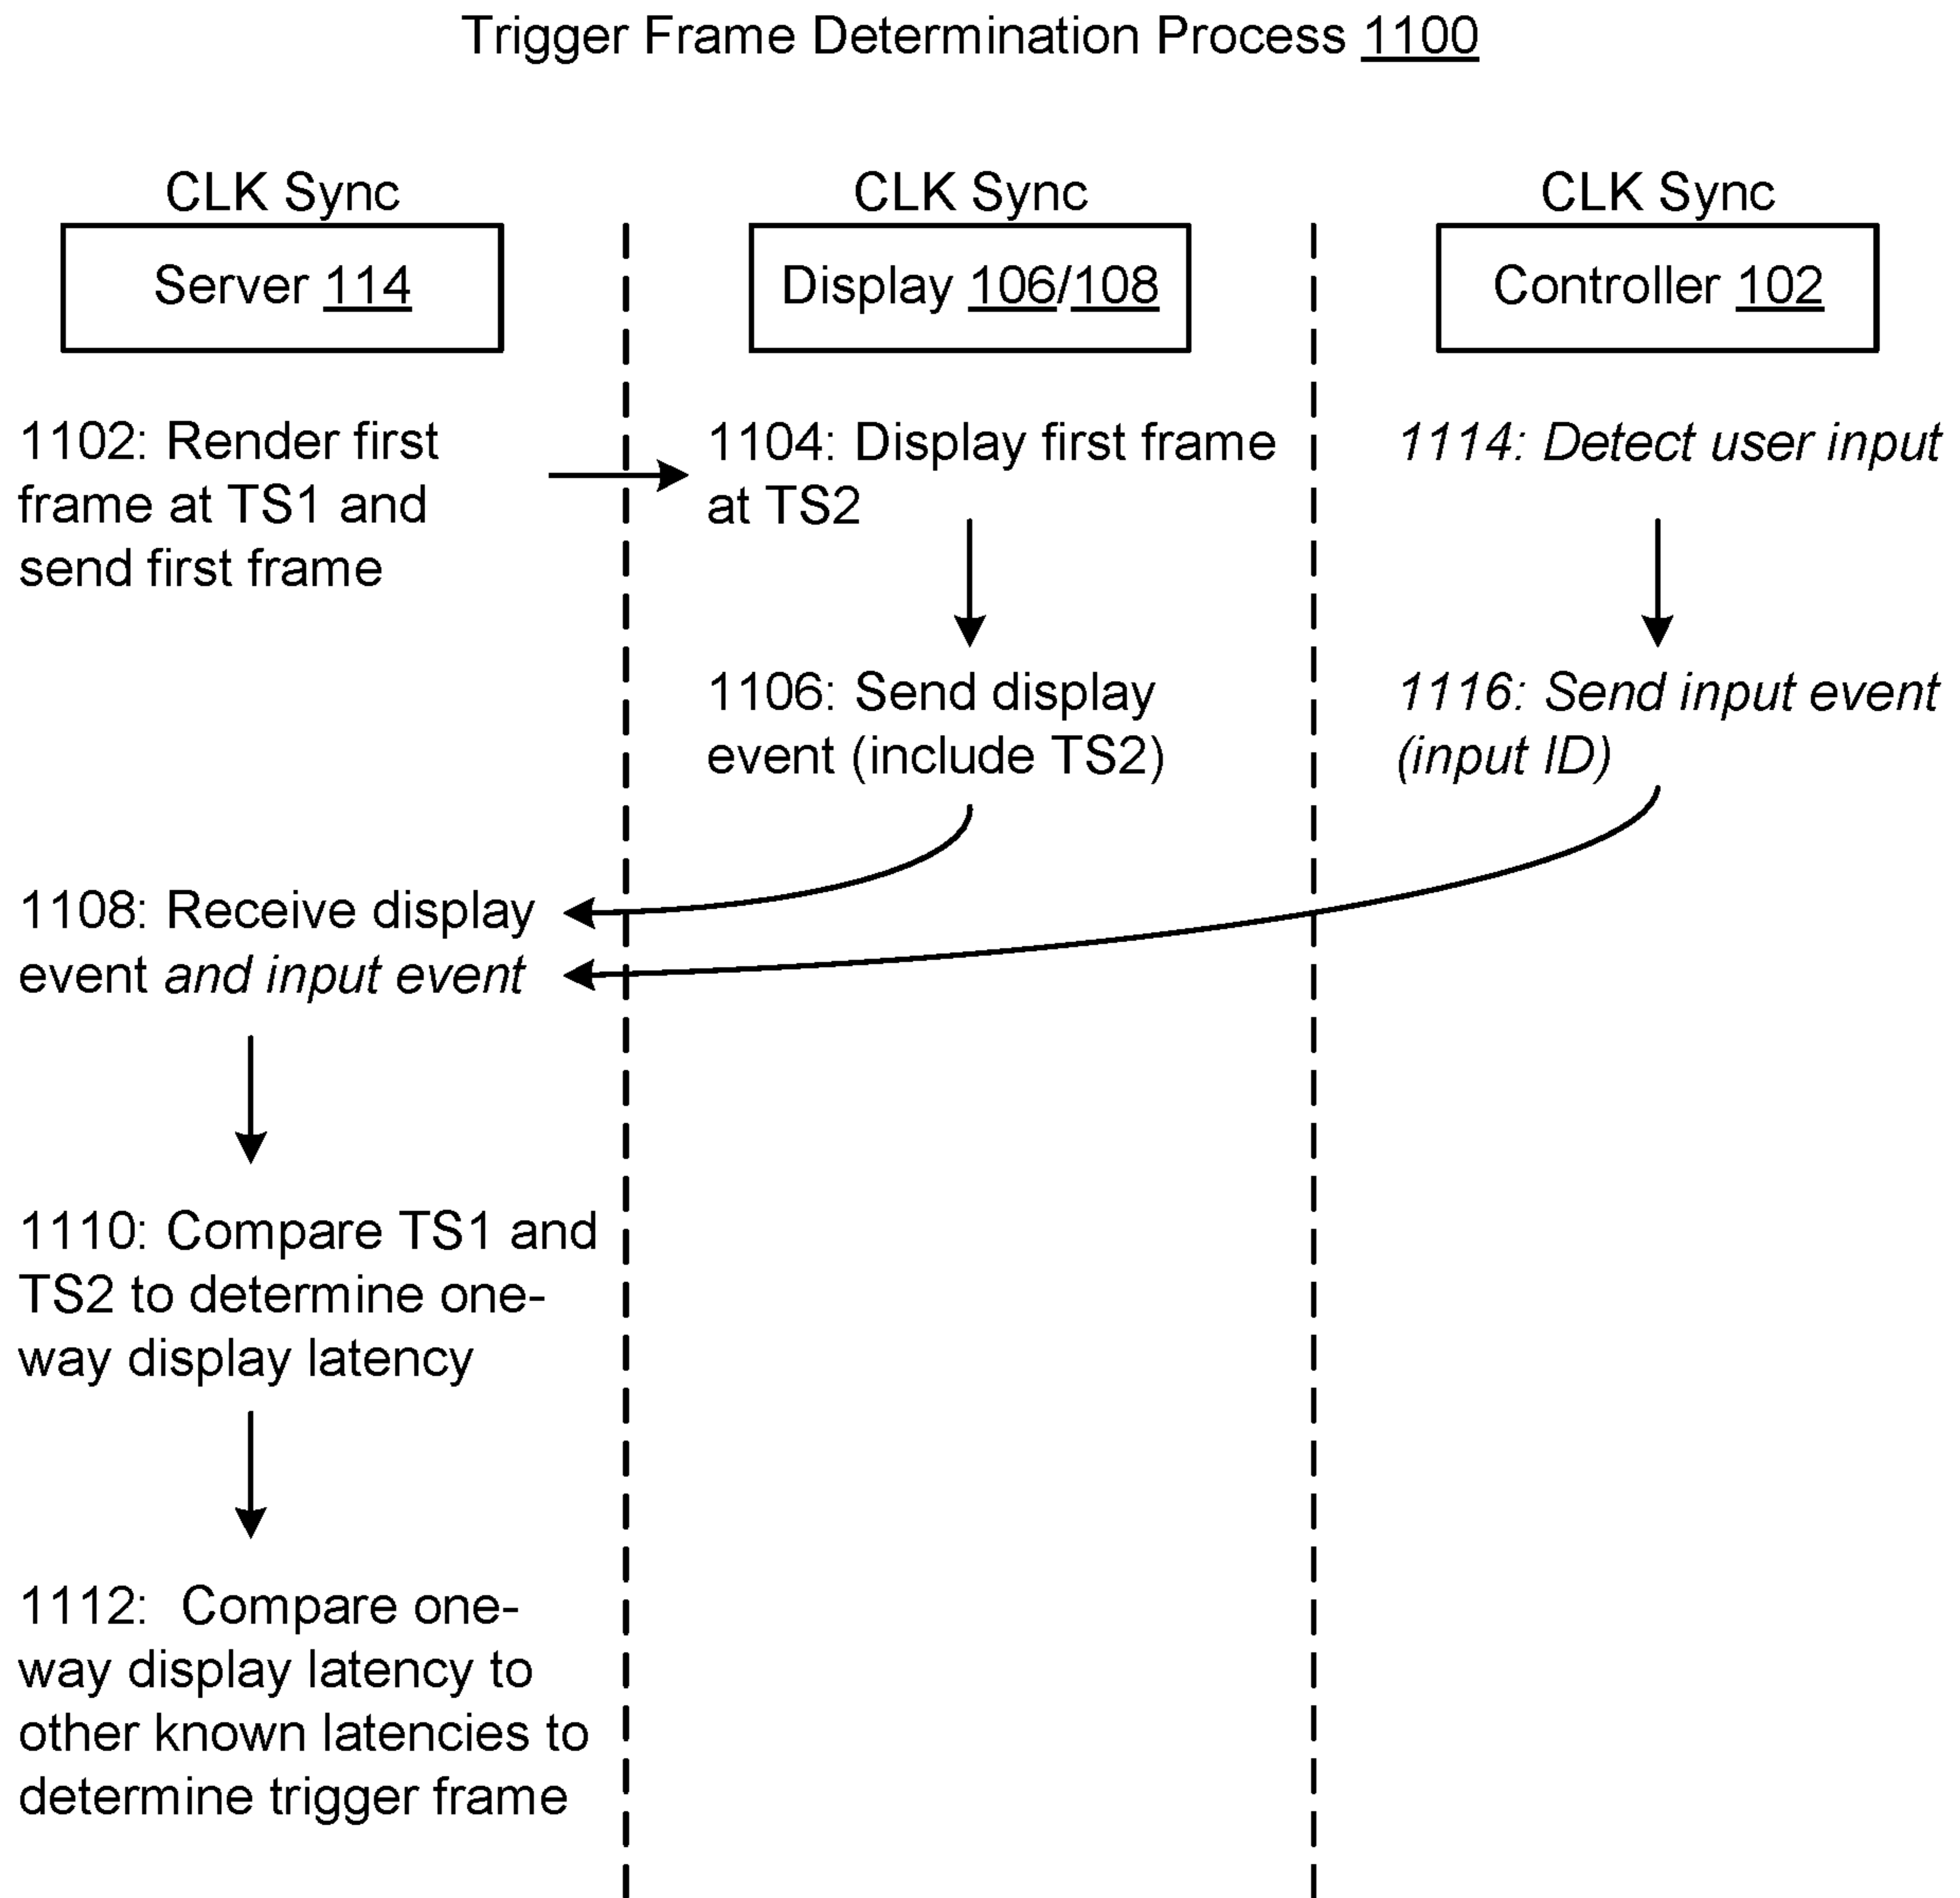 Trigger Frame Determination Process 1100
CLK Sync
Server 114
CLK Sync
Display 106/108
CLK Sync
Controller 102
1102: Render first
frame at TS1 and
send first frame
1104: Display first frame
at TS2
1114: Detect user input
1106: Send display
event (include TS2)
1116: Send input event
(input ID)
1108: Receive display
event and input event
1110: Compare TS1 and
TS2 to determine one-
way display latency
1112: Compare one-
way display latency to
other known latencies to
determine trigger frame